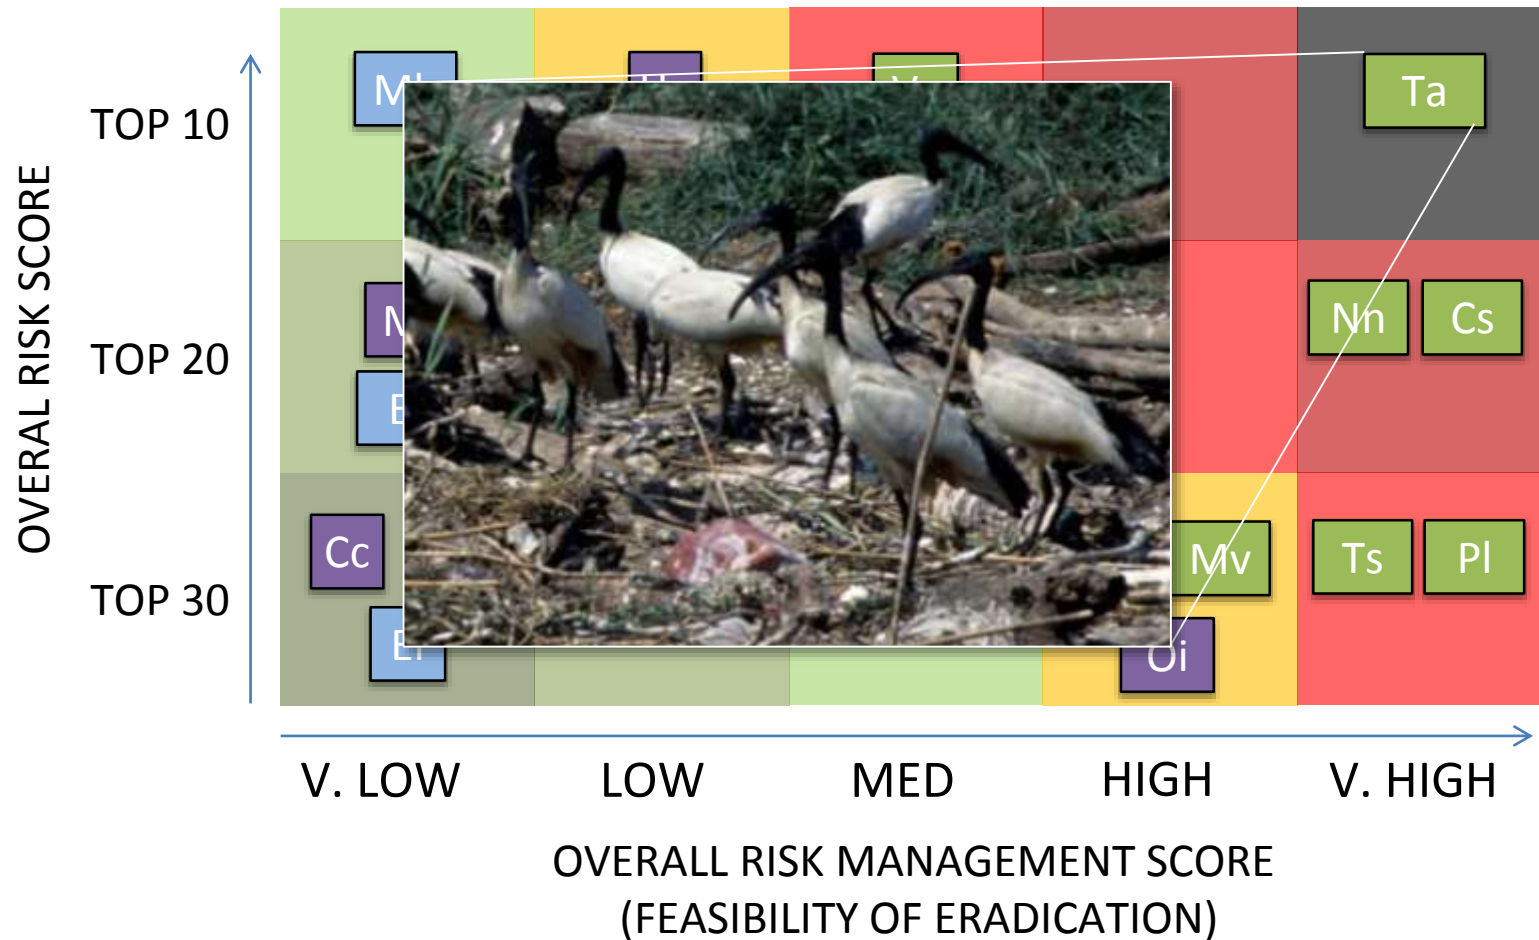 Ta
TOP 10
OVERALL RISK SCORE
Nn Cs
TOP 20
Cc
Mv Ts Pl
TOP 30
Oi
V. LOW LOW MED HIGH V. HIGH
OVERALL RISK MANAGEMENT SCORE
(FEASIBILITY OF ERADICATION)